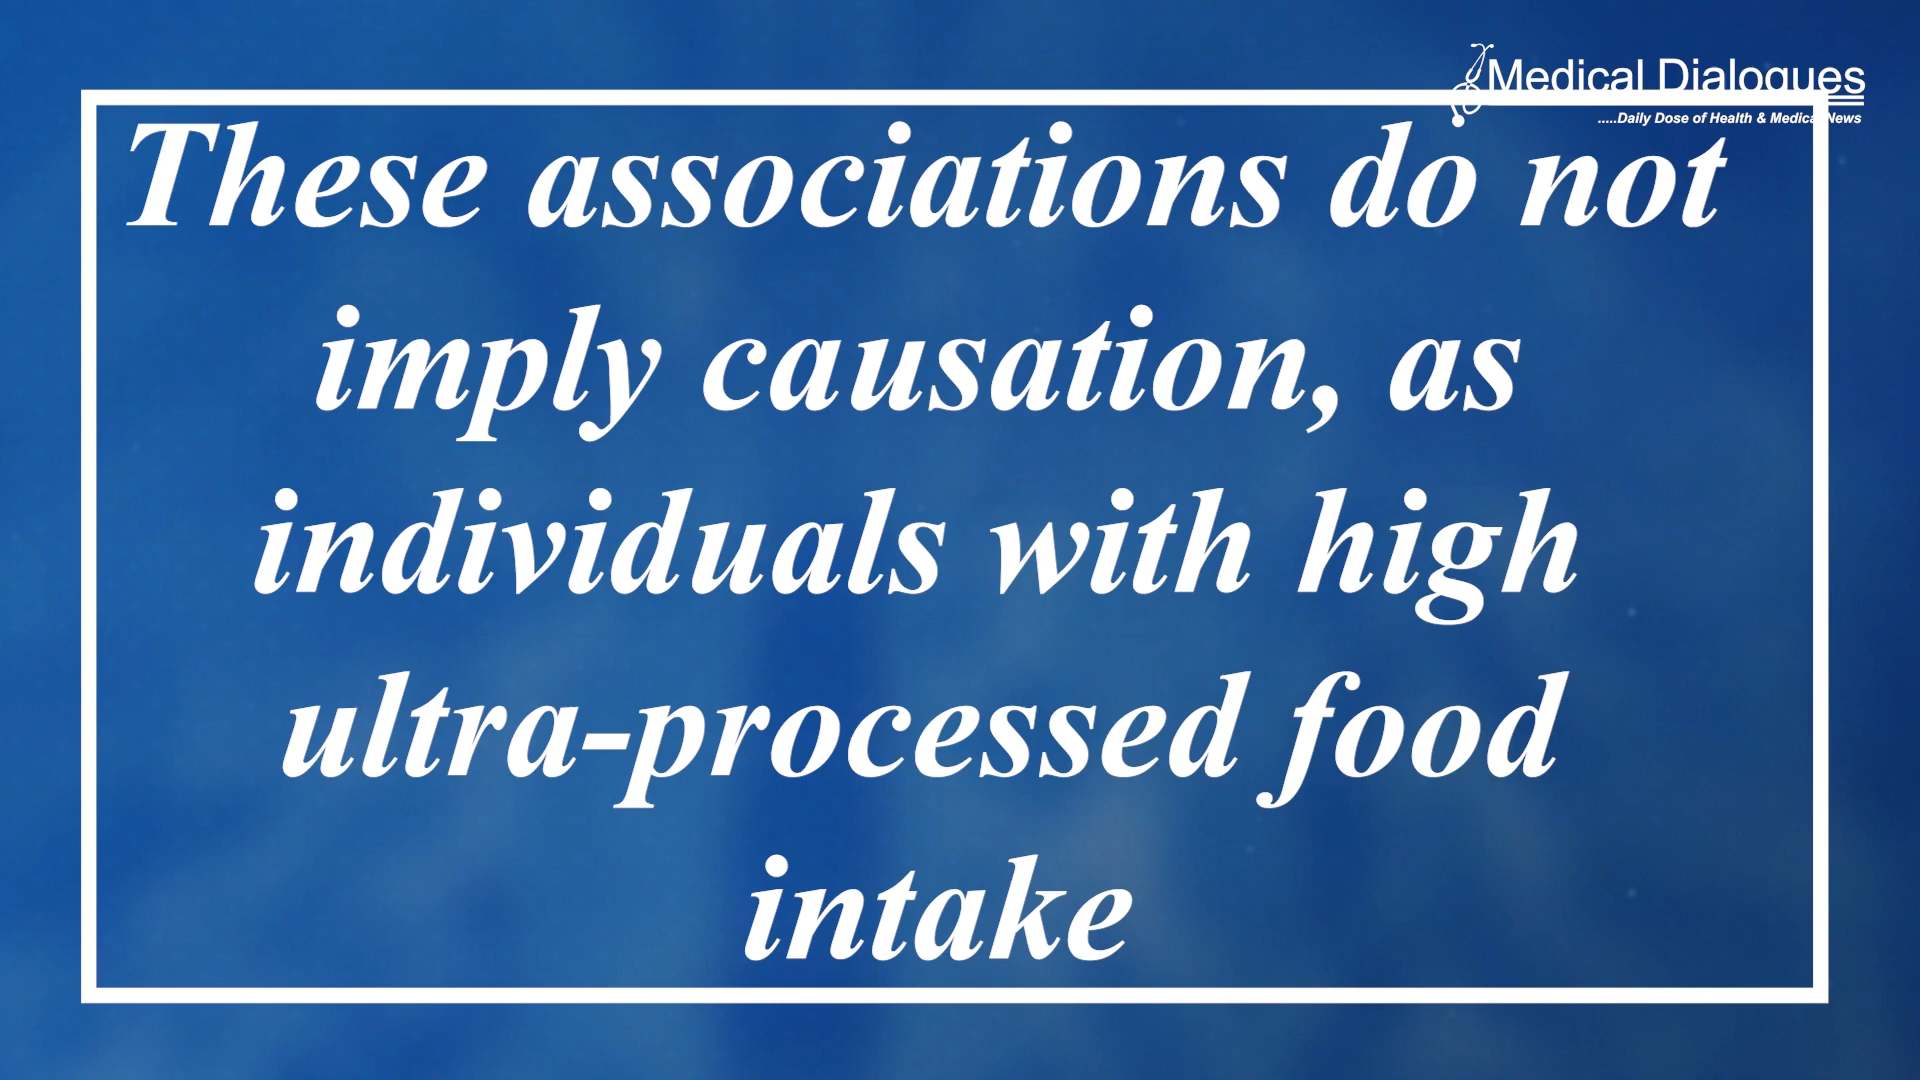 Medical Dialogues
.....Daily Dose of Health & Medical News
These associations do not
imply causation, as
individuals with high
ultra-processed food
intake